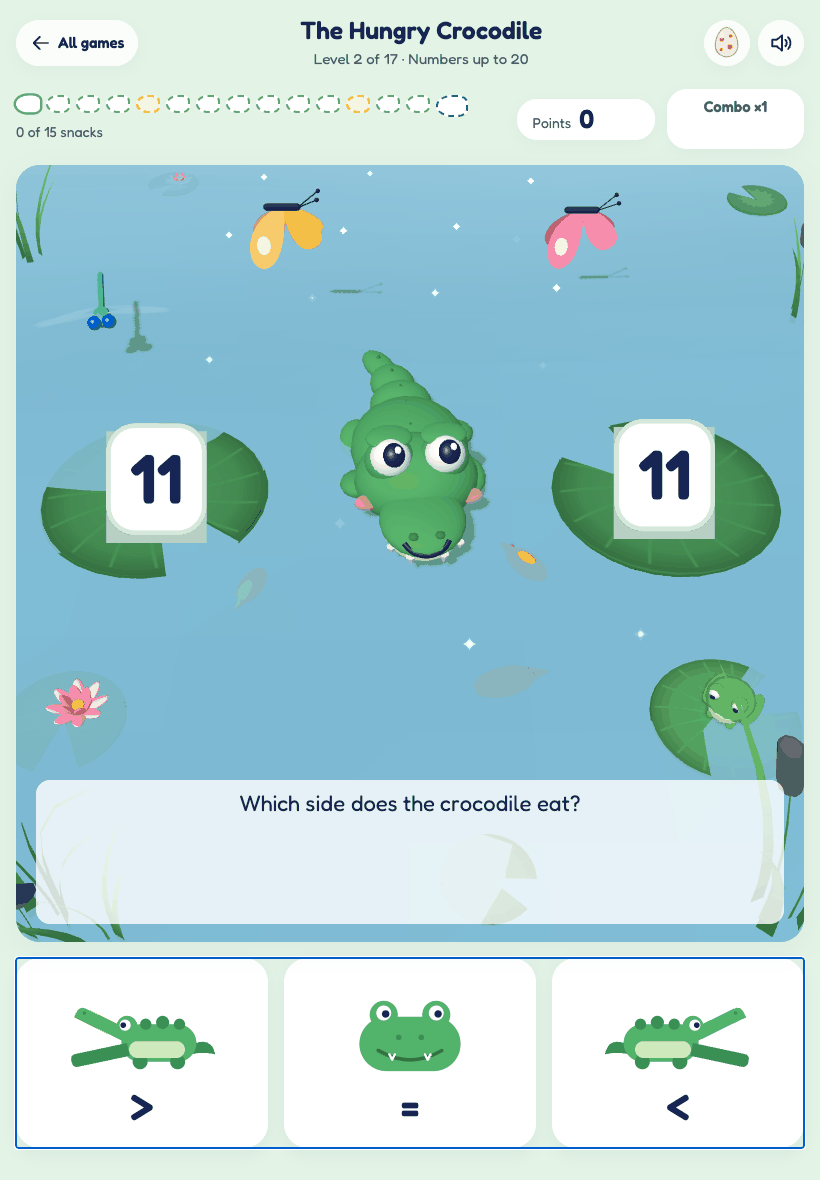 All games
The Hungry Crocodile
Level 2 of 17 · Numbers up to 20
0 of 15 snacks
Points 0
Combo x1
11
11
Which side does the crocodile eat?
>
=
<